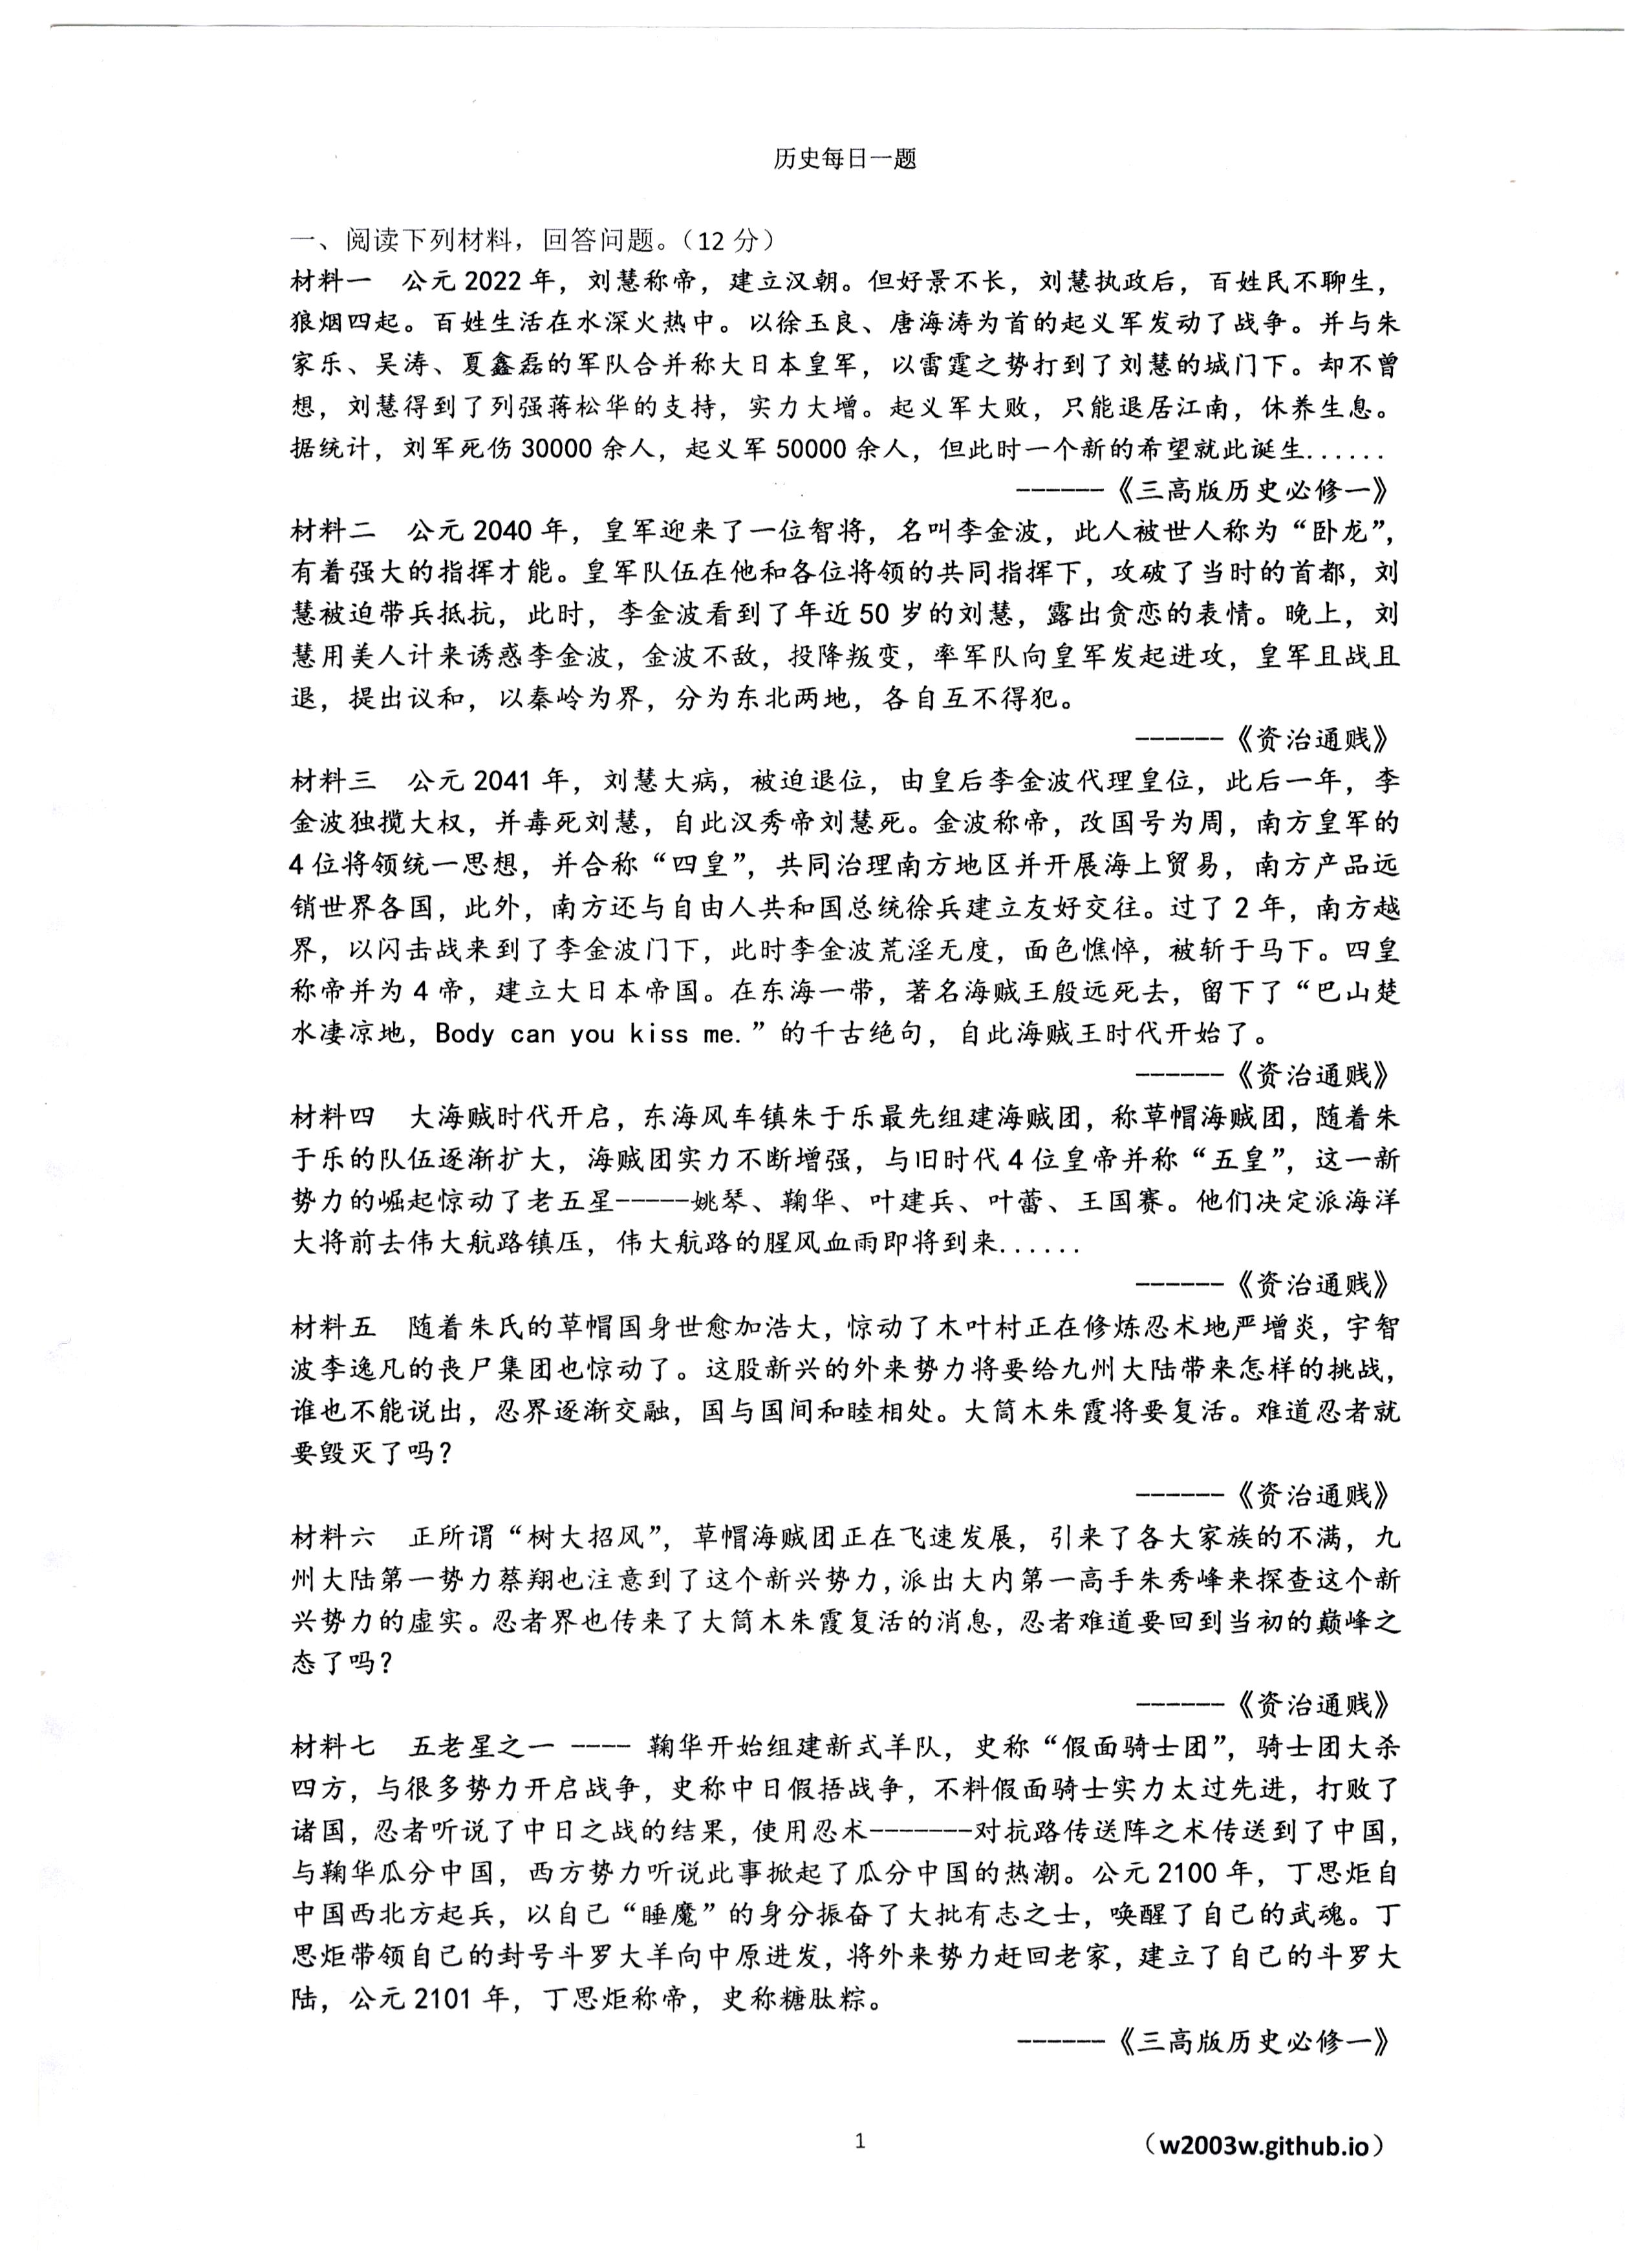 历史每日一题
一、阅读下列材料，回答问题。（12 分）
材料一　公元 2022 年，刘慧称帝，建立汉朝。但好景不长，刘慧执政后，百姓民不聊生，
狼烟四起。百姓生活在水深火热中。以徐玉良、唐海涛为首的起义军发动了战争。并与朱
家乐、吴涛、夏鑫磊的军队合并称大日本皇军，以雷霆之势打到了刘慧的城门下。却不曾
想，刘慧得到了列强蒋松华的支持，实力大增。起义军大败，只能退居江南，休养生息。
据统计，刘军死伤 30000 余人，起义军 50000 余人，但此时一个新的希望就此诞生......
------《三高版历史必修一》
材料二　公元 2040 年，皇军迎来了一位智将，名叫李金波，此人被世人称为“卧龙”，
有着强大的指挥才能。皇军队伍在他和各位将领的共同指挥下，攻破了当时的首都，刘
慧被迫带兵抵抗，此时，李金波看到了年近 50 岁的刘慧，露出贪恋的表情。晚上，刘
慧用美人计来诱惑李金波，金波不敌，投降叛变，率军队向皇军发起进攻，皇军且战且
退，提出议和，以秦岭为界，分为东北两地，各自互不得犯。
------《资治通贱》
材料三　公元 2041 年，刘慧大病，被迫退位，由皇后李金波代理皇位，此后一年，李
金波独揽大权，并毒死刘慧，自此汉秀帝刘慧死。金波称帝，改国号为周，南方皇军的
4 位将领统一思想，并合称“四皇”，共同治理南方地区并开展海上贸易，南方产品远
销世界各国，此外，南方还与自由人共和国总统徐兵建立友好交往。过了 2 年，南方越
界，以闪击战来到了李金波门下，此时李金波荒淫无度，面色憔悴，被斩于马下。四皇
称帝并为 4 帝，建立大日本帝国。在东海一带，著名海贼王殷远死去，留下了“巴山楚
水凄凉地，Body can you kiss me.”的千古绝句，自此海贼王时代开始了。
------《资治通贱》
材料四　大海贼时代开启，东海风车镇朱于乐最先组建海贼团，称草帽海贼团，随着朱
于乐的队伍逐渐扩大，海贼团实力不断增强，与旧时代 4 位皇帝并称“五皇”，这一新
势力的崛起惊动了老五星-----姚琴、鞠华、叶建兵、叶蕾、王国赛。他们决定派海洋
大将前去伟大航路镇压，伟大航路的腥风血雨即将到来......
------《资治通贱》
材料五　随着朱氏的草帽国身世愈加浩大，惊动了木叶村正在修炼忍术地严增炎，宇智
波李逸凡的丧尸集团也惊动了。这股新兴的外来势力将要给九州大陆带来怎样的挑战，
谁也不能说出，忍界逐渐交融，国与国间和睦相处。大筒木朱霞将要复活。难道忍者就
要毁灭了吗？
------《资治通贱》
材料六　正所谓“树大招风”，草帽海贼团正在飞速发展，引来了各大家族的不满，九
州大陆第一势力蔡翔也注意到了这个新兴势力，派出大内第一高手朱秀峰来探查这个新
兴势力的虚实。忍者界也传来了大筒木朱霞复活的消息，忍者难道要回到当初的巅峰之
态了吗？
------《资治通贱》
材料七　五老星之一 ---- 鞠华开始组建新式羊队，史称“假面骑士团”，骑士团大杀
四方，与很多势力开启战争，史称中日假捂战争，不料假面骑士实力太过先进，打败了
诸国，忍者听说了中日之战的结果，使用忍术-------对抗路传送阵之术传送到了中国，
与鞠华瓜分中国，西方势力听说此事掀起了瓜分中国的热潮。公元 2100 年，丁思炬自
中国西北方起兵，以自己“睡魔”的身分振奋了大批有志之士，唤醒了自己的武魂。丁
思炬带领自己的封号斗罗大羊向中原进发，将外来势力赶回老家，建立了自己的斗罗大
陆，公元 2101 年，丁思炬称帝，史称糖肽粽。
------《三高版历史必修一》
1
（w2003w.github.io）